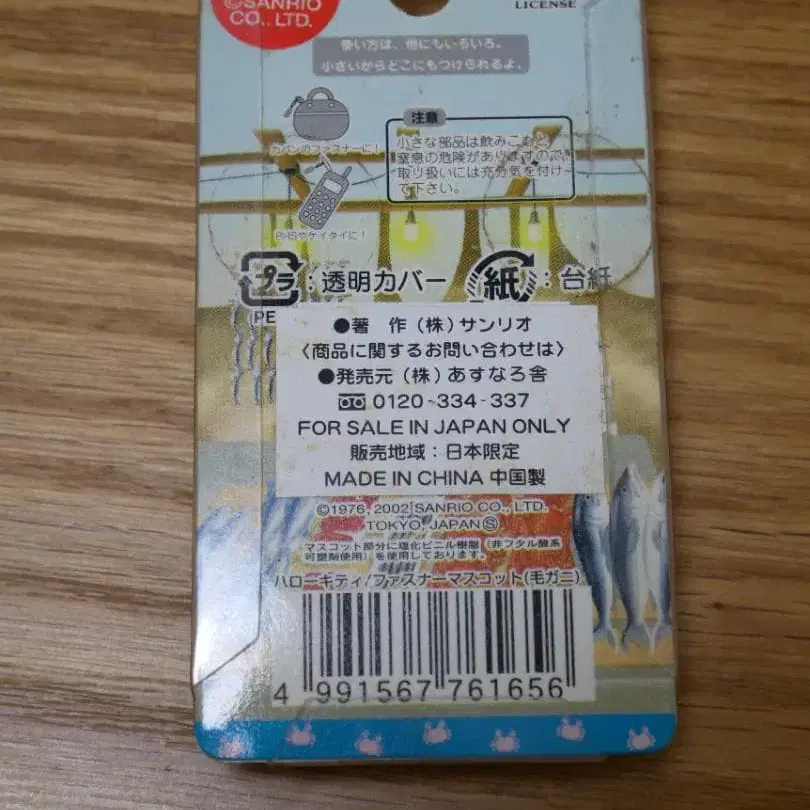 ©SANRIO
CO., LTD.
LICENSE
使い方は、他にもいろいろ。
小さいからどこにもつけられるよ。
カバンのファスナーに!
PHSやケイタイに!
注意
小さな部品は飲みこむと
窒息の危険がありますので
取り扱いには充分気を付け
て下さい。
プラ:透明カバー 紙:台紙
PE
●著 作(株)サンリオ
〈商品に関するお問い合わせは〉
●発売元(株)あすなろ舎
0120-334-337
FOR SALE IN JAPAN ONLY
販売地域:日本限定
MADE IN CHINA 中国製
©1976, 2002 SANRIO CO., LTD.
TOKYO, JAPAN Ⓢ
マスコット部分に塩化ビニル樹脂(非フタル酸系
可塑剤使用)を使用しております。
ハローキティ/ファスナーマスコット(毛ガニ)
4 991567 761656